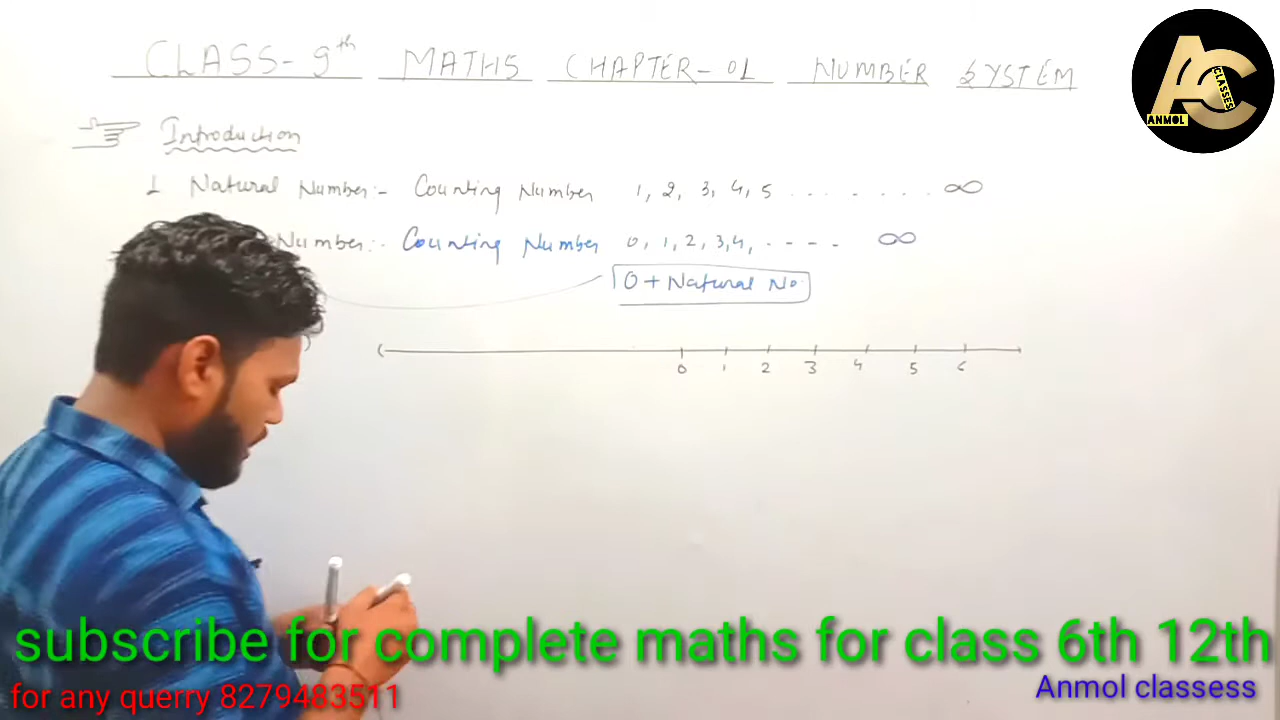 CLASS- 9th MATHS CHAPTER- 01 NUMBER SYSTEM
Introduction
1 Natural Number:- Counting Number 1, 2, 3, 4, 5 . . . . . . . ∞
Number:- Counting Number 0, 1, 2, 3, 4, - - - - ∞
0 + Natural No.
0 1 2 3 4 5 6
ANMOL CLASSES
subscribe for complete maths for class 6th 12th
for any querry 8279483511
Anmol classess